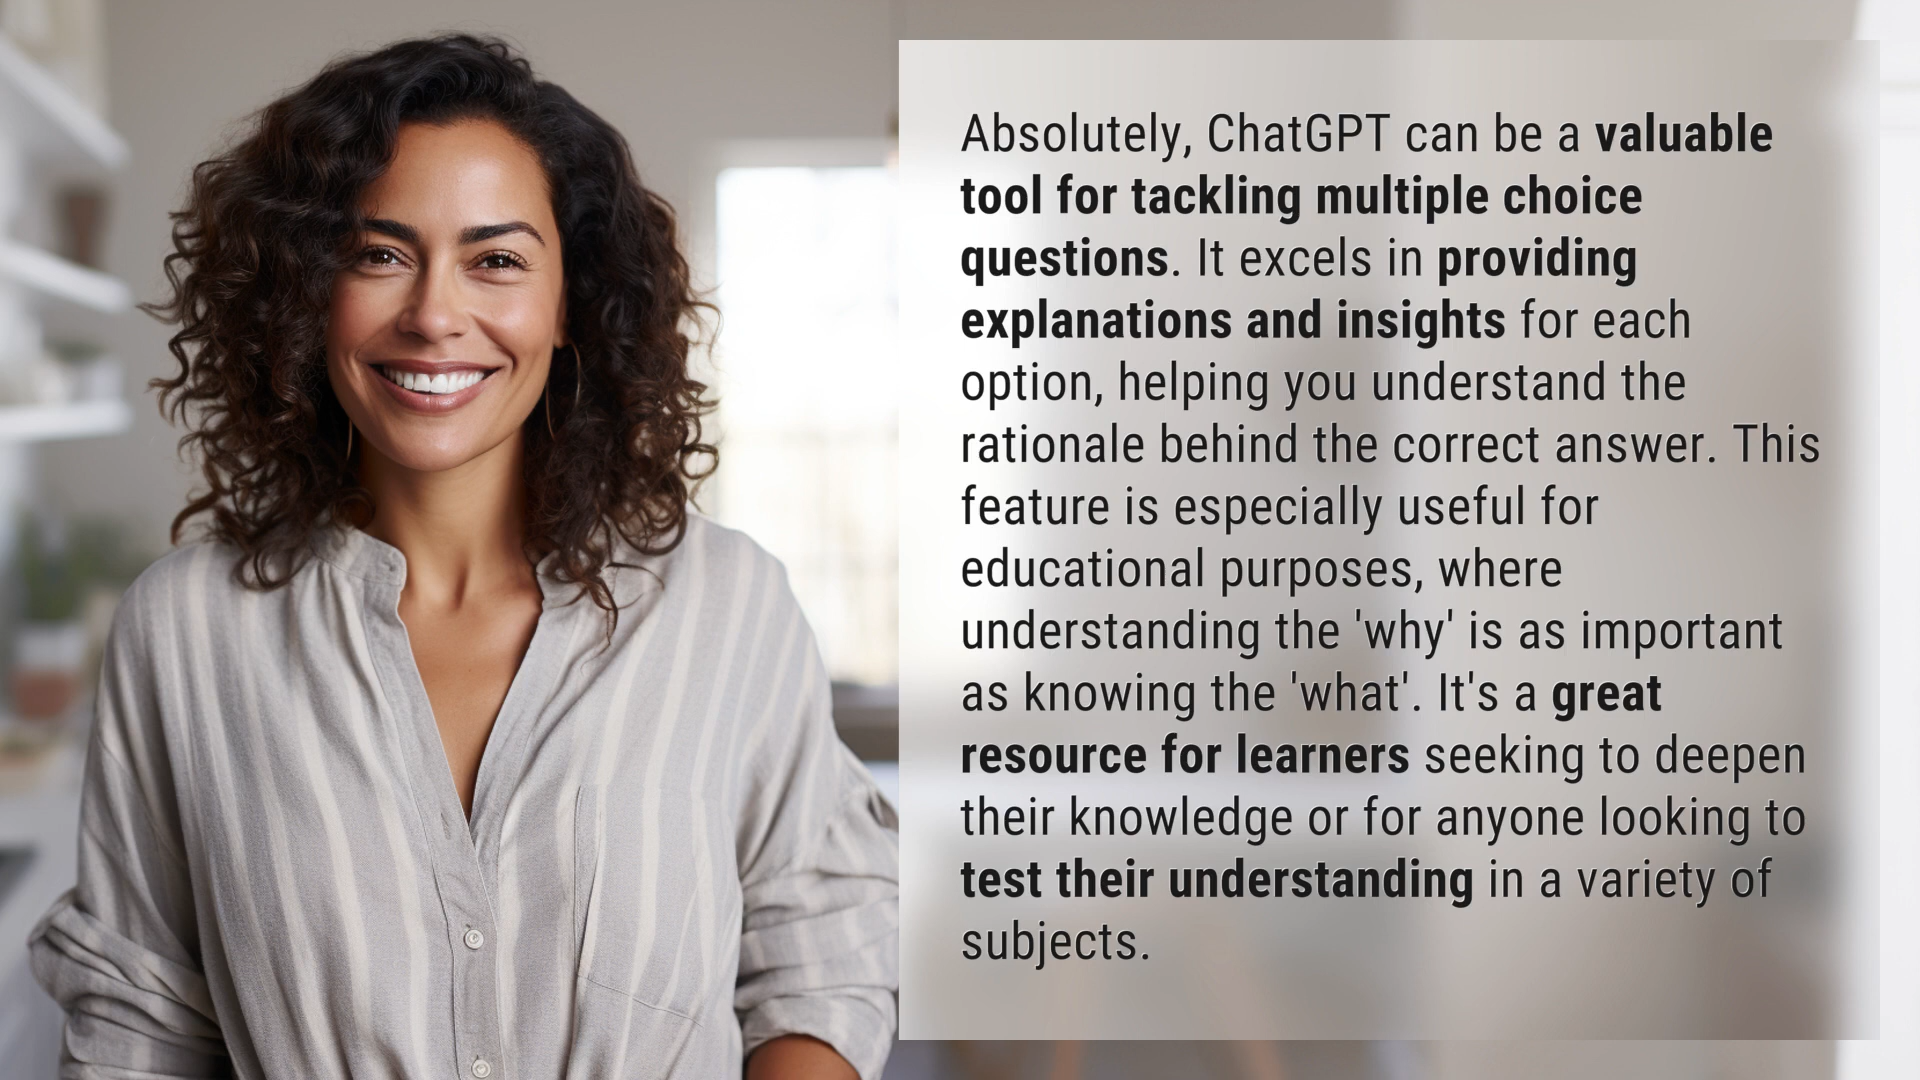 Absolutely, ChatGPT can be a valuable
tool for tackling multiple choice
questions. It excels in providing
explanations and insights for each
option, helping you understand the
rationale behind the correct answer. This
feature is especially useful for
educational purposes, where
understanding the 'why' is as important
as knowing the 'what'. It's a great
resource for learners seeking to deepen
their knowledge or for anyone looking to
test their understanding in a variety of
subjects.